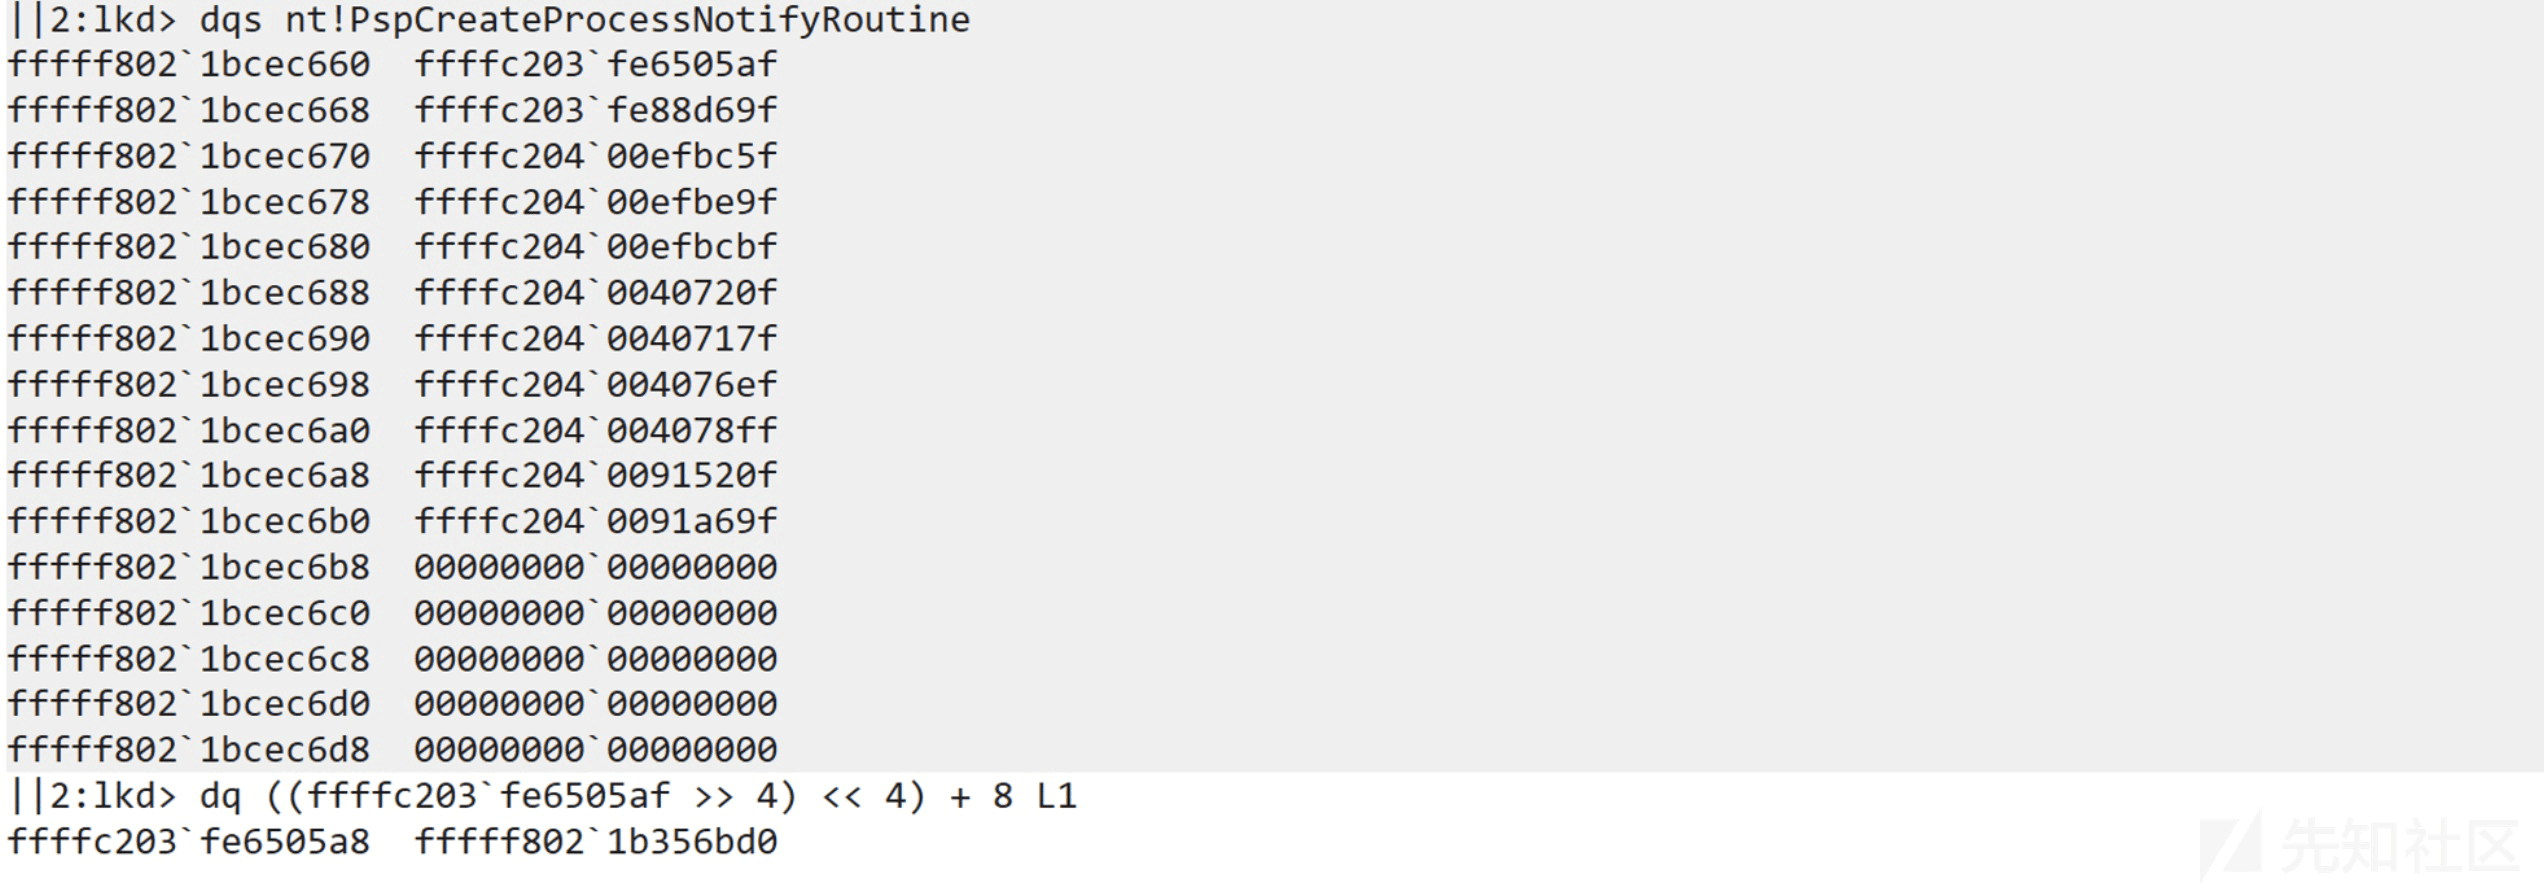 ||2:lkd> dqs nt!PspCreateProcessNotifyRoutine
fffff802`1bcec660  ffffc203`fe6505af
fffff802`1bcec668  ffffc203`fe88d69f
fffff802`1bcec670  ffffc204`00efbc5f
fffff802`1bcec678  ffffc204`00efbe9f
fffff802`1bcec680  ffffc204`00efbcbf
fffff802`1bcec688  ffffc204`0040720f
fffff802`1bcec690  ffffc204`0040717f
fffff802`1bcec698  ffffc204`004076ef
fffff802`1bcec6a0  ffffc204`004078ff
fffff802`1bcec6a8  ffffc204`0091520f
fffff802`1bcec6b0  ffffc204`0091a69f
fffff802`1bcec6b8  00000000`00000000
fffff802`1bcec6c0  00000000`00000000
fffff802`1bcec6c8  00000000`00000000
fffff802`1bcec6d0  00000000`00000000
fffff802`1bcec6d8  00000000`00000000
||2:lkd> dq ((ffffc203`fe6505af >> 4) << 4) + 8 L1
ffffc203`fe6505a8  fffff802`1b356bd0
先知社区